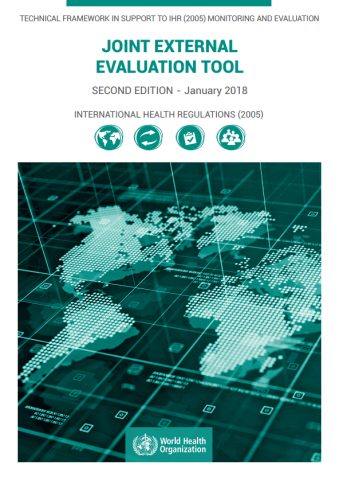 TECHNICAL FRAMEWORK IN SUPPORT TO IHR (2005) MONITORING AND EVALUATION
JOINT EXTERNAL
EVALUATION TOOL
SECOND EDITION - January 2018
INTERNATIONAL HEALTH REGULATIONS (2005)
World Health
Organization